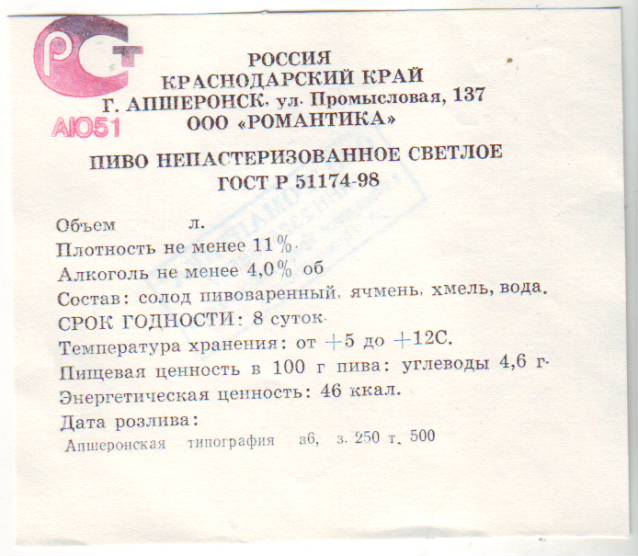 РСТ
АЮ51
РОССИЯ
КРАСНОДАРСКИЙ КРАЙ
Г. АПШЕРОНСК, ул. Промысловая, 137
ООО «РОМАНТИКА»
ПИВО НЕПАСТЕРИЗОВАННОЕ СВЕТЛОЕ
ГОСТ Р 51174-98
Объем л.
Плотность не менее 11%.
Алкоголь не менее 4,0% об
Состав: солод пивоваренный, ячмень, хмель, вода.
СРОК ГОДНОСТИ: 8 суток.
Температура хранения: от +5 до +12С.
Пищевая ценность в 100 г пива: углеводы 4,6 г.
Энергетическая ценность: 46 ккал.
Дата розлива:
Апшеронская типография аб, з. 250 т. 500